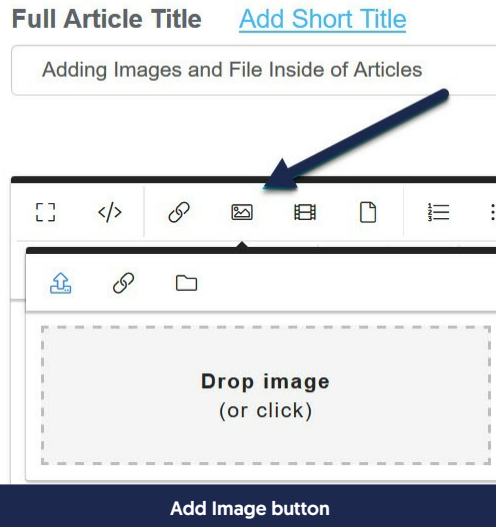 Full Article Title Add Short Title
Adding Images and File Inside of Articles
Drop image
(or click)
Add Image button